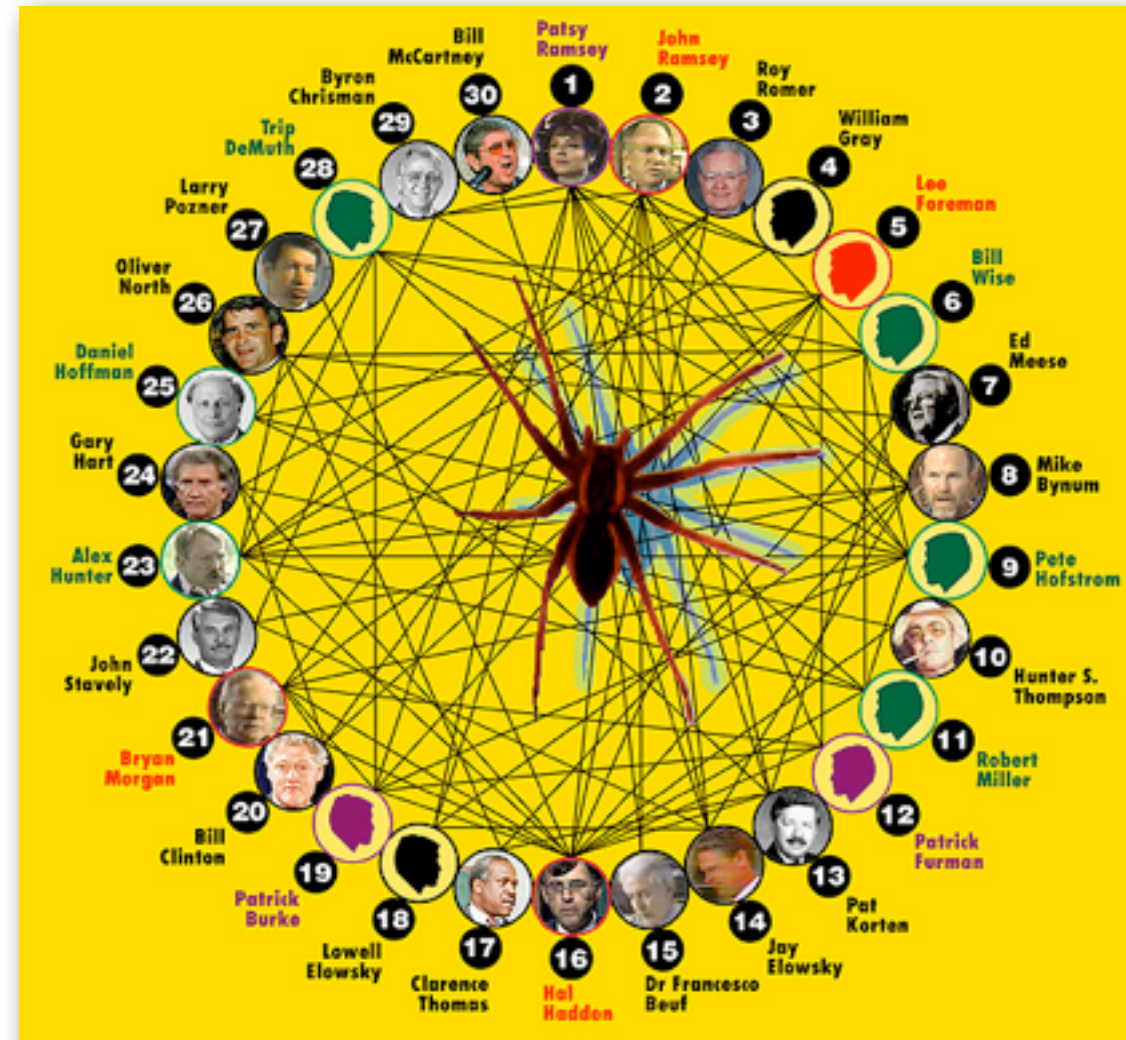 Patsy
Ramsey
1
John
Ramsey
2
Roy
Romer
3
William
Gray
4
Lee
Foreman
5
Bill
Wise
6
Ed
Meese
7
Mike
Bynum
8
Pete
Hofstrom
9
Hunter S.
Thompson
10
Robert
Miller
11
Patrick
Furman
12
Pat
Korten
13
Jay
Elowsky
14
Dr Francesco
Beuf
15
Hal
Haddon
16
Clarence
Thomas
17
Lowell
Elowsky
18
Patrick
Burke
19
Bill
Clinton
20
Bryan
Morgan
21
John
Stavely
22
Alex
Hunter
23
Gary
Hart
24
Daniel
Hoffman
25
Oliver
North
26
Larry
Pozner
27
Trip
DeMuth
28
Byron
Chrisman
29
Bill
McCartney
30